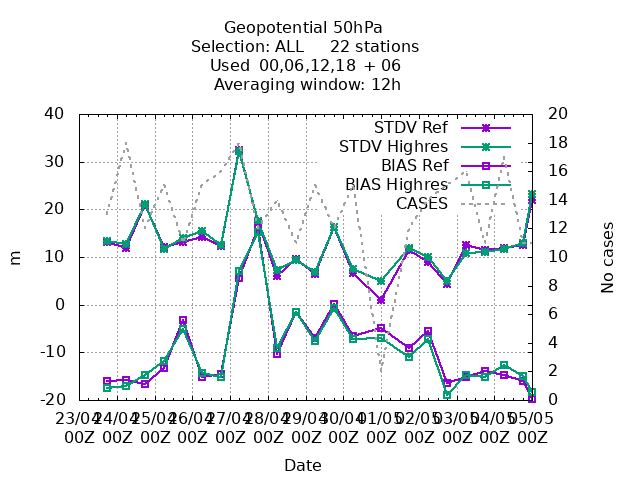 Geopotential 50hPa
Selection: ALL 22 stations
Used 00,06,12,18 + 06
Averaging window: 12h
40
30
20
10
0
-10
-20
m
20
18
16
14
12
10
8
6
4
2
0
No cases
STDV Ref
STDV Highres
BIAS Ref
BIAS Highres
CASES
23/04 24/04 25/04 26/04 27/04 28/04 29/04 30/04 01/05 02/05 03/05 04/05 05/05
00Z 00Z 00Z 00Z 00Z 00Z 00Z 00Z 00Z 00Z 00Z 00Z 00Z
Date